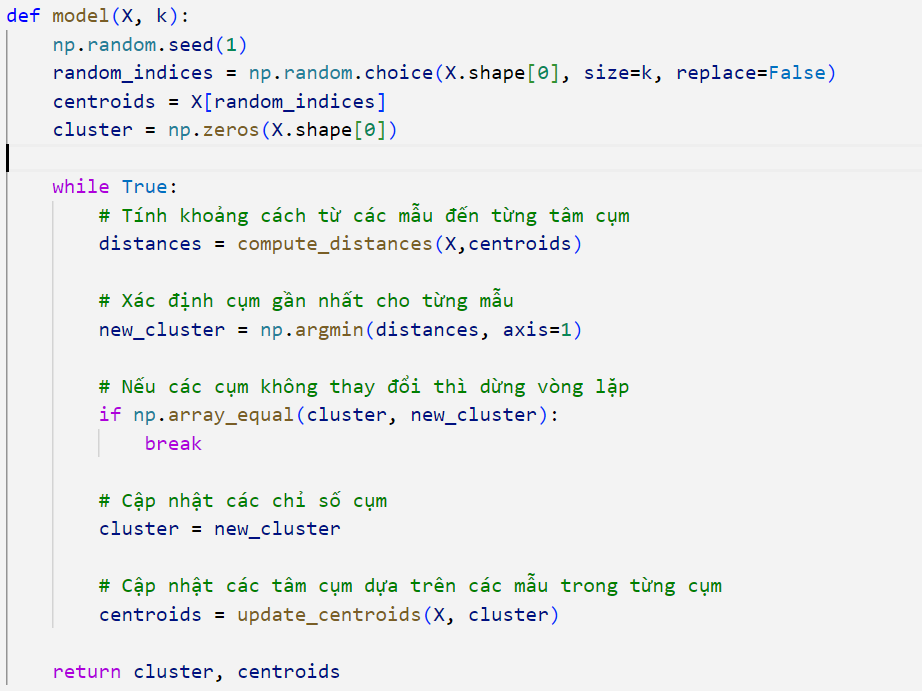 def model(X, k):
    np.random.seed(1)
    random_indices = np.random.choice(X.shape[0], size=k, replace=False)
    centroids = X[random_indices]
    cluster = np.zeros(X.shape[0])
    while True:
        # Tính khoảng cách từ các mẫu đến từng tâm cụm
        distances = compute_distances(X,centroids)
        # Xác định cụm gần nhất cho từng mẫu
        new_cluster = np.argmin(distances, axis=1)
        # Nếu các cụm không thay đổi thì dừng vòng lặp
        if np.array_equal(cluster, new_cluster):
            break
        # Cập nhật các chỉ số cụm
        cluster = new_cluster
        # Cập nhật các tâm cụm dựa trên các mẫu trong từng cụm
        centroids = update_centroids(X, cluster)
    return cluster, centroids